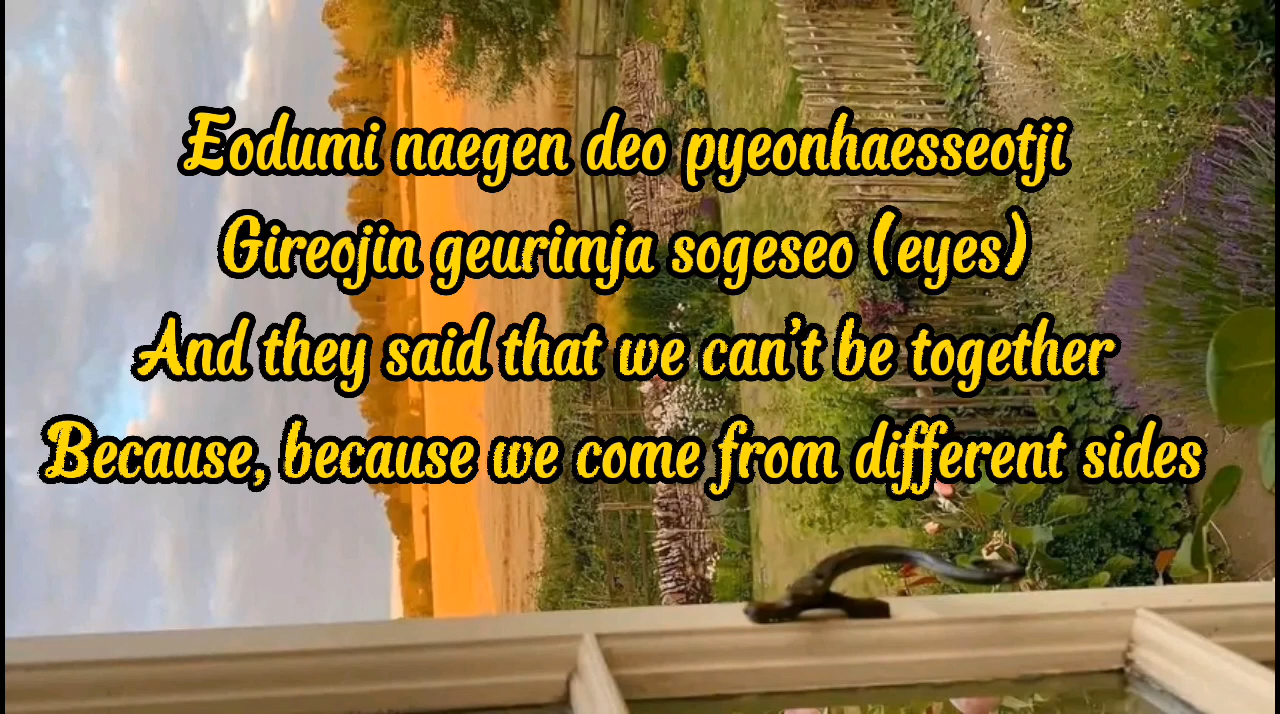 Eodumi naegen deo pyeonhaesseotji
Gireojin geurimja sogeseo (eyes)
And they said that we can't be together
Because, because we come from different sides